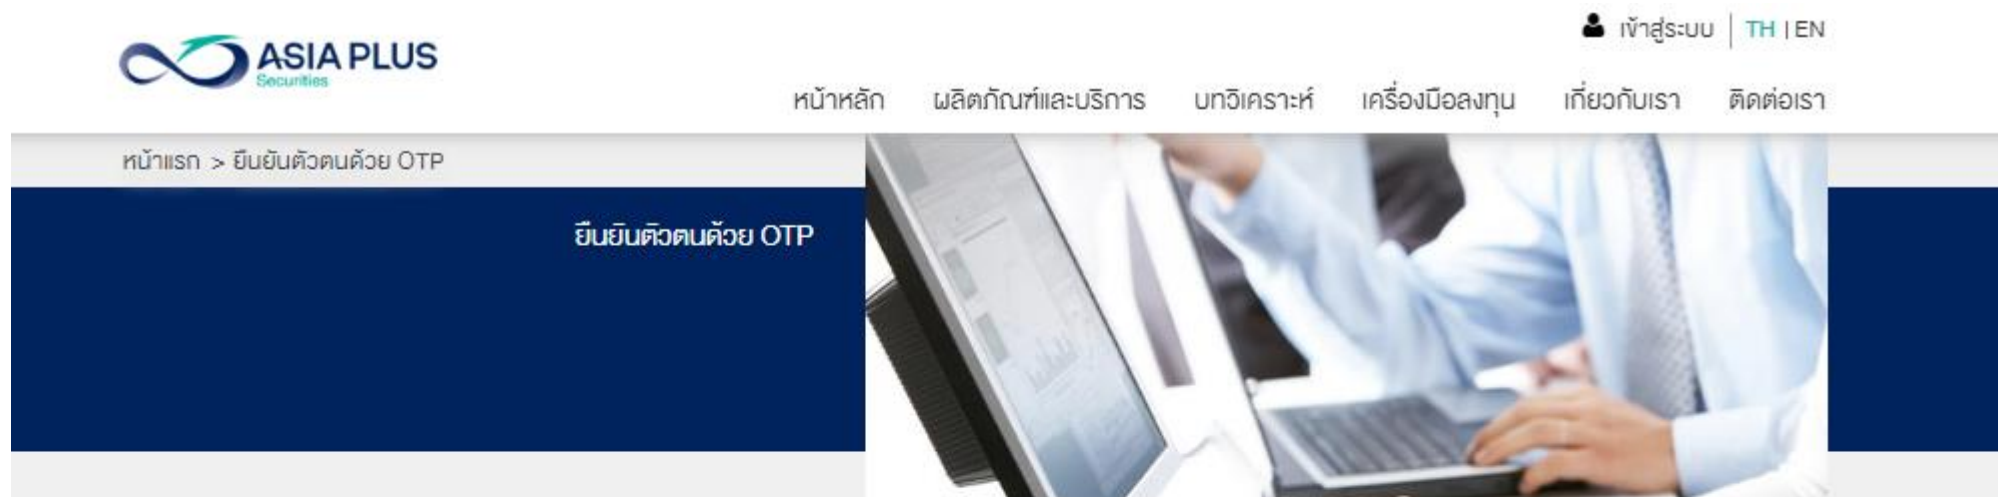 เข้าสู่ระบบ | TH | EN
ASIA PLUS
Securities
หน้าหลัก ผลิตภัณฑ์และบริการ บทวิเคราะห์ เครื่องมือลงทุน เกี่ยวกับเรา ติดต่อเรา
หน้าแรก > ยืนยันตัวตนด้วย OTP
ยืนยันตัวตนด้วย OTP